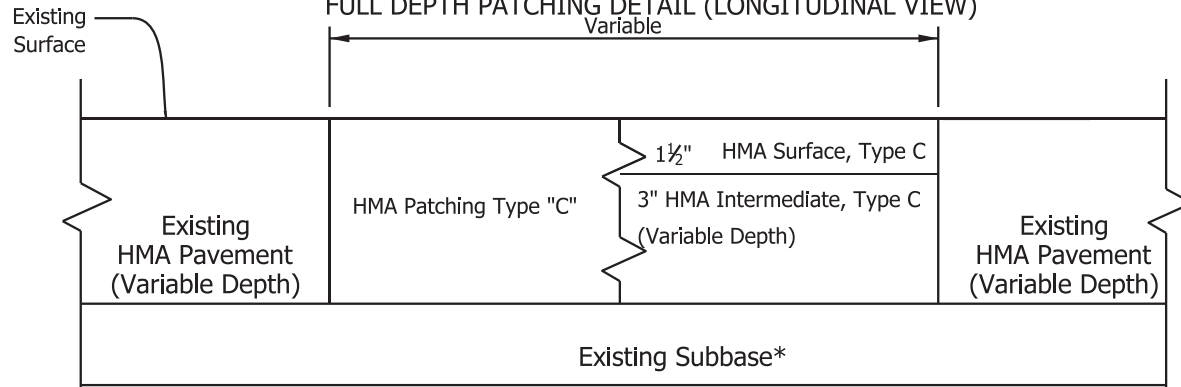 FULL DEPTH PATCHING DETAIL (LONGITUDINAL VIEW)
Existing
Surface
Variable
1½" HMA Surface, Type C
HMA Patching Type "C"
3" HMA Intermediate, Type C
(Variable Depth)
Existing
HMA Pavement
(Variable Depth)
Existing
HMA Pavement
(Variable Depth)
Existing Subbase*